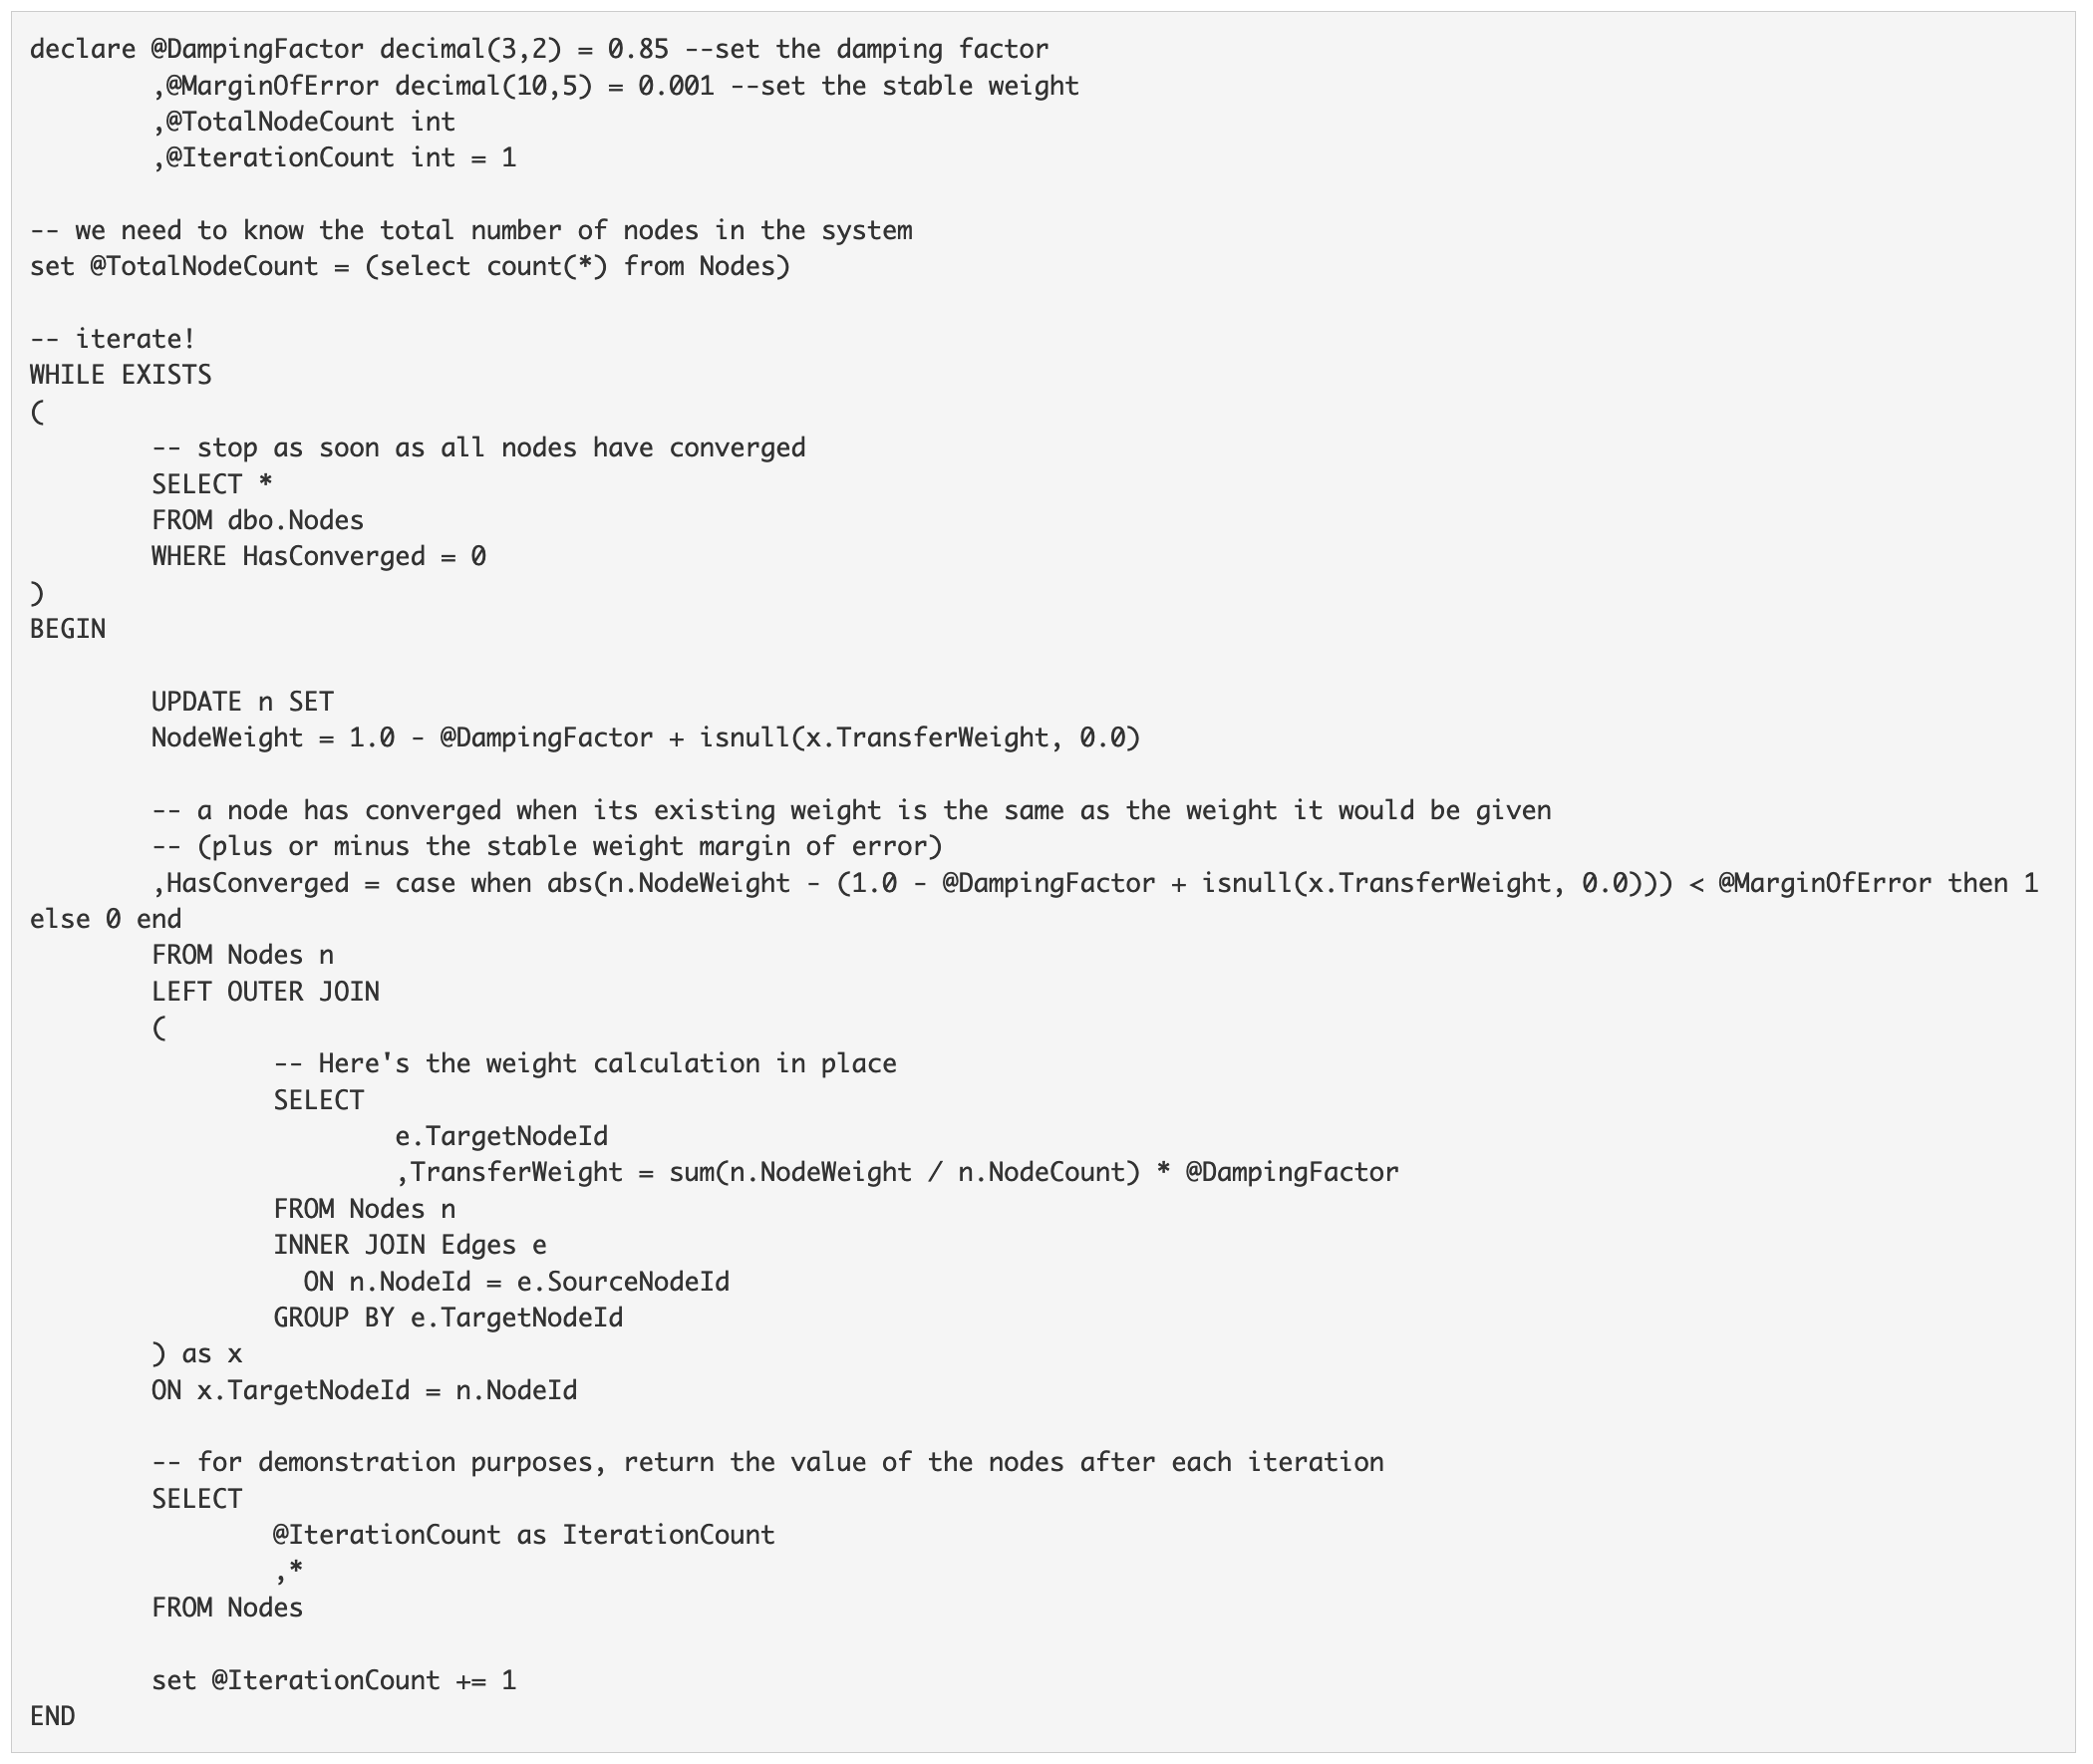 declare @DampingFactor decimal(3,2) = 0.85 --set the damping factor
,@MarginOfError decimal(10,5) = 0.001 --set the stable weight
,@TotalNodeCount int
,@IterationCount int = 1
-- we need to know the total number of nodes in the system
set @TotalNodeCount = (select count(*) from Nodes)
-- iterate!
WHILE EXISTS
(
-- stop as soon as all nodes have converged
SELECT *
FROM dbo.Nodes
WHERE HasConverged = 0
)
BEGIN
UPDATE n SET
NodeWeight = 1.0 - @DampingFactor + isnull(x.TransferWeight, 0.0)
-- a node has converged when its existing weight is the same as the weight it would be given
-- (plus or minus the stable weight margin of error)
,HasConverged = case when abs(n.NodeWeight - (1.0 - @DampingFactor + isnull(x.TransferWeight, 0.0))) < @MarginOfError then 1
else 0 end
FROM Nodes n
LEFT OUTER JOIN
(
-- Here's the weight calculation in place
SELECT
e.TargetNodeId
,TransferWeight = sum(n.NodeWeight / n.NodeCount) * @DampingFactor
FROM Nodes n
INNER JOIN Edges e
ON n.NodeId = e.SourceNodeId
GROUP BY e.TargetNodeId
) as x
ON x.TargetNodeId = n.NodeId
-- for demonstration purposes, return the value of the nodes after each iteration
SELECT
@IterationCount as IterationCount
,*
FROM Nodes
set @IterationCount += 1
END